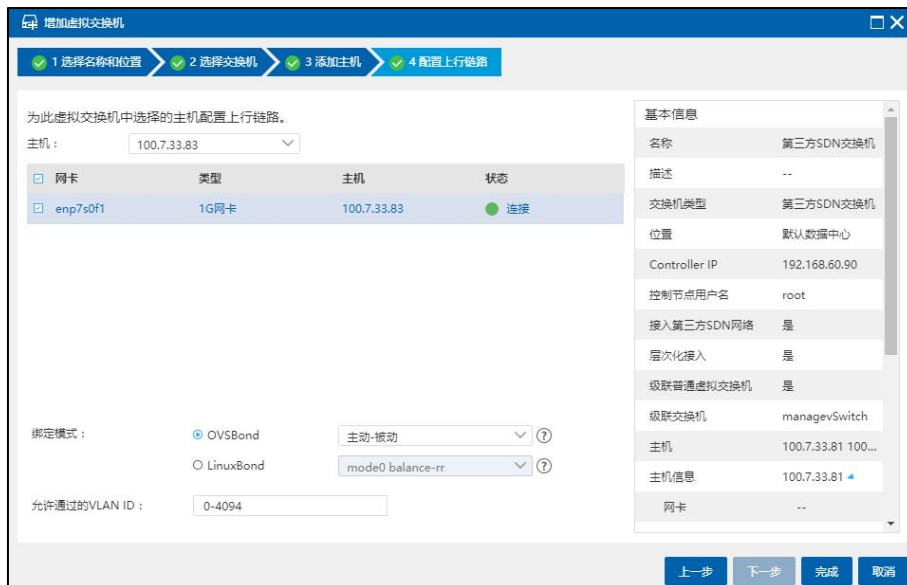 增加虚拟交换机
1 选择名称和位置 2 选择交换机 3 添加主机 4 配置上行链路
为此虚拟交换机中选择的主机配置上行链路。
主机： 100.7.33.83
网卡 类型 主机 状态
enp7s0f1 1G网卡 100.7.33.83 连接
绑定模式： OVSBond 主动-被动 ?
LinuxBond mode0 balance-rr ?
允许通过的VLAN ID： 0-4094
基本信息
名称 第三方SDN交换机
描述 --
交换机类型 第三方SDN交换机
位置 默认数据中心
Controller IP 192.168.60.90
控制节点用户名 root
接入第三方SDN网络 是
层次化接入 是
级联普通虚拟交换机 是
级联交换机 managevSwitch
主机 100.7.33.81 100...
主机信息 100.7.33.81
网卡 --
上一步 下一步 完成 取消